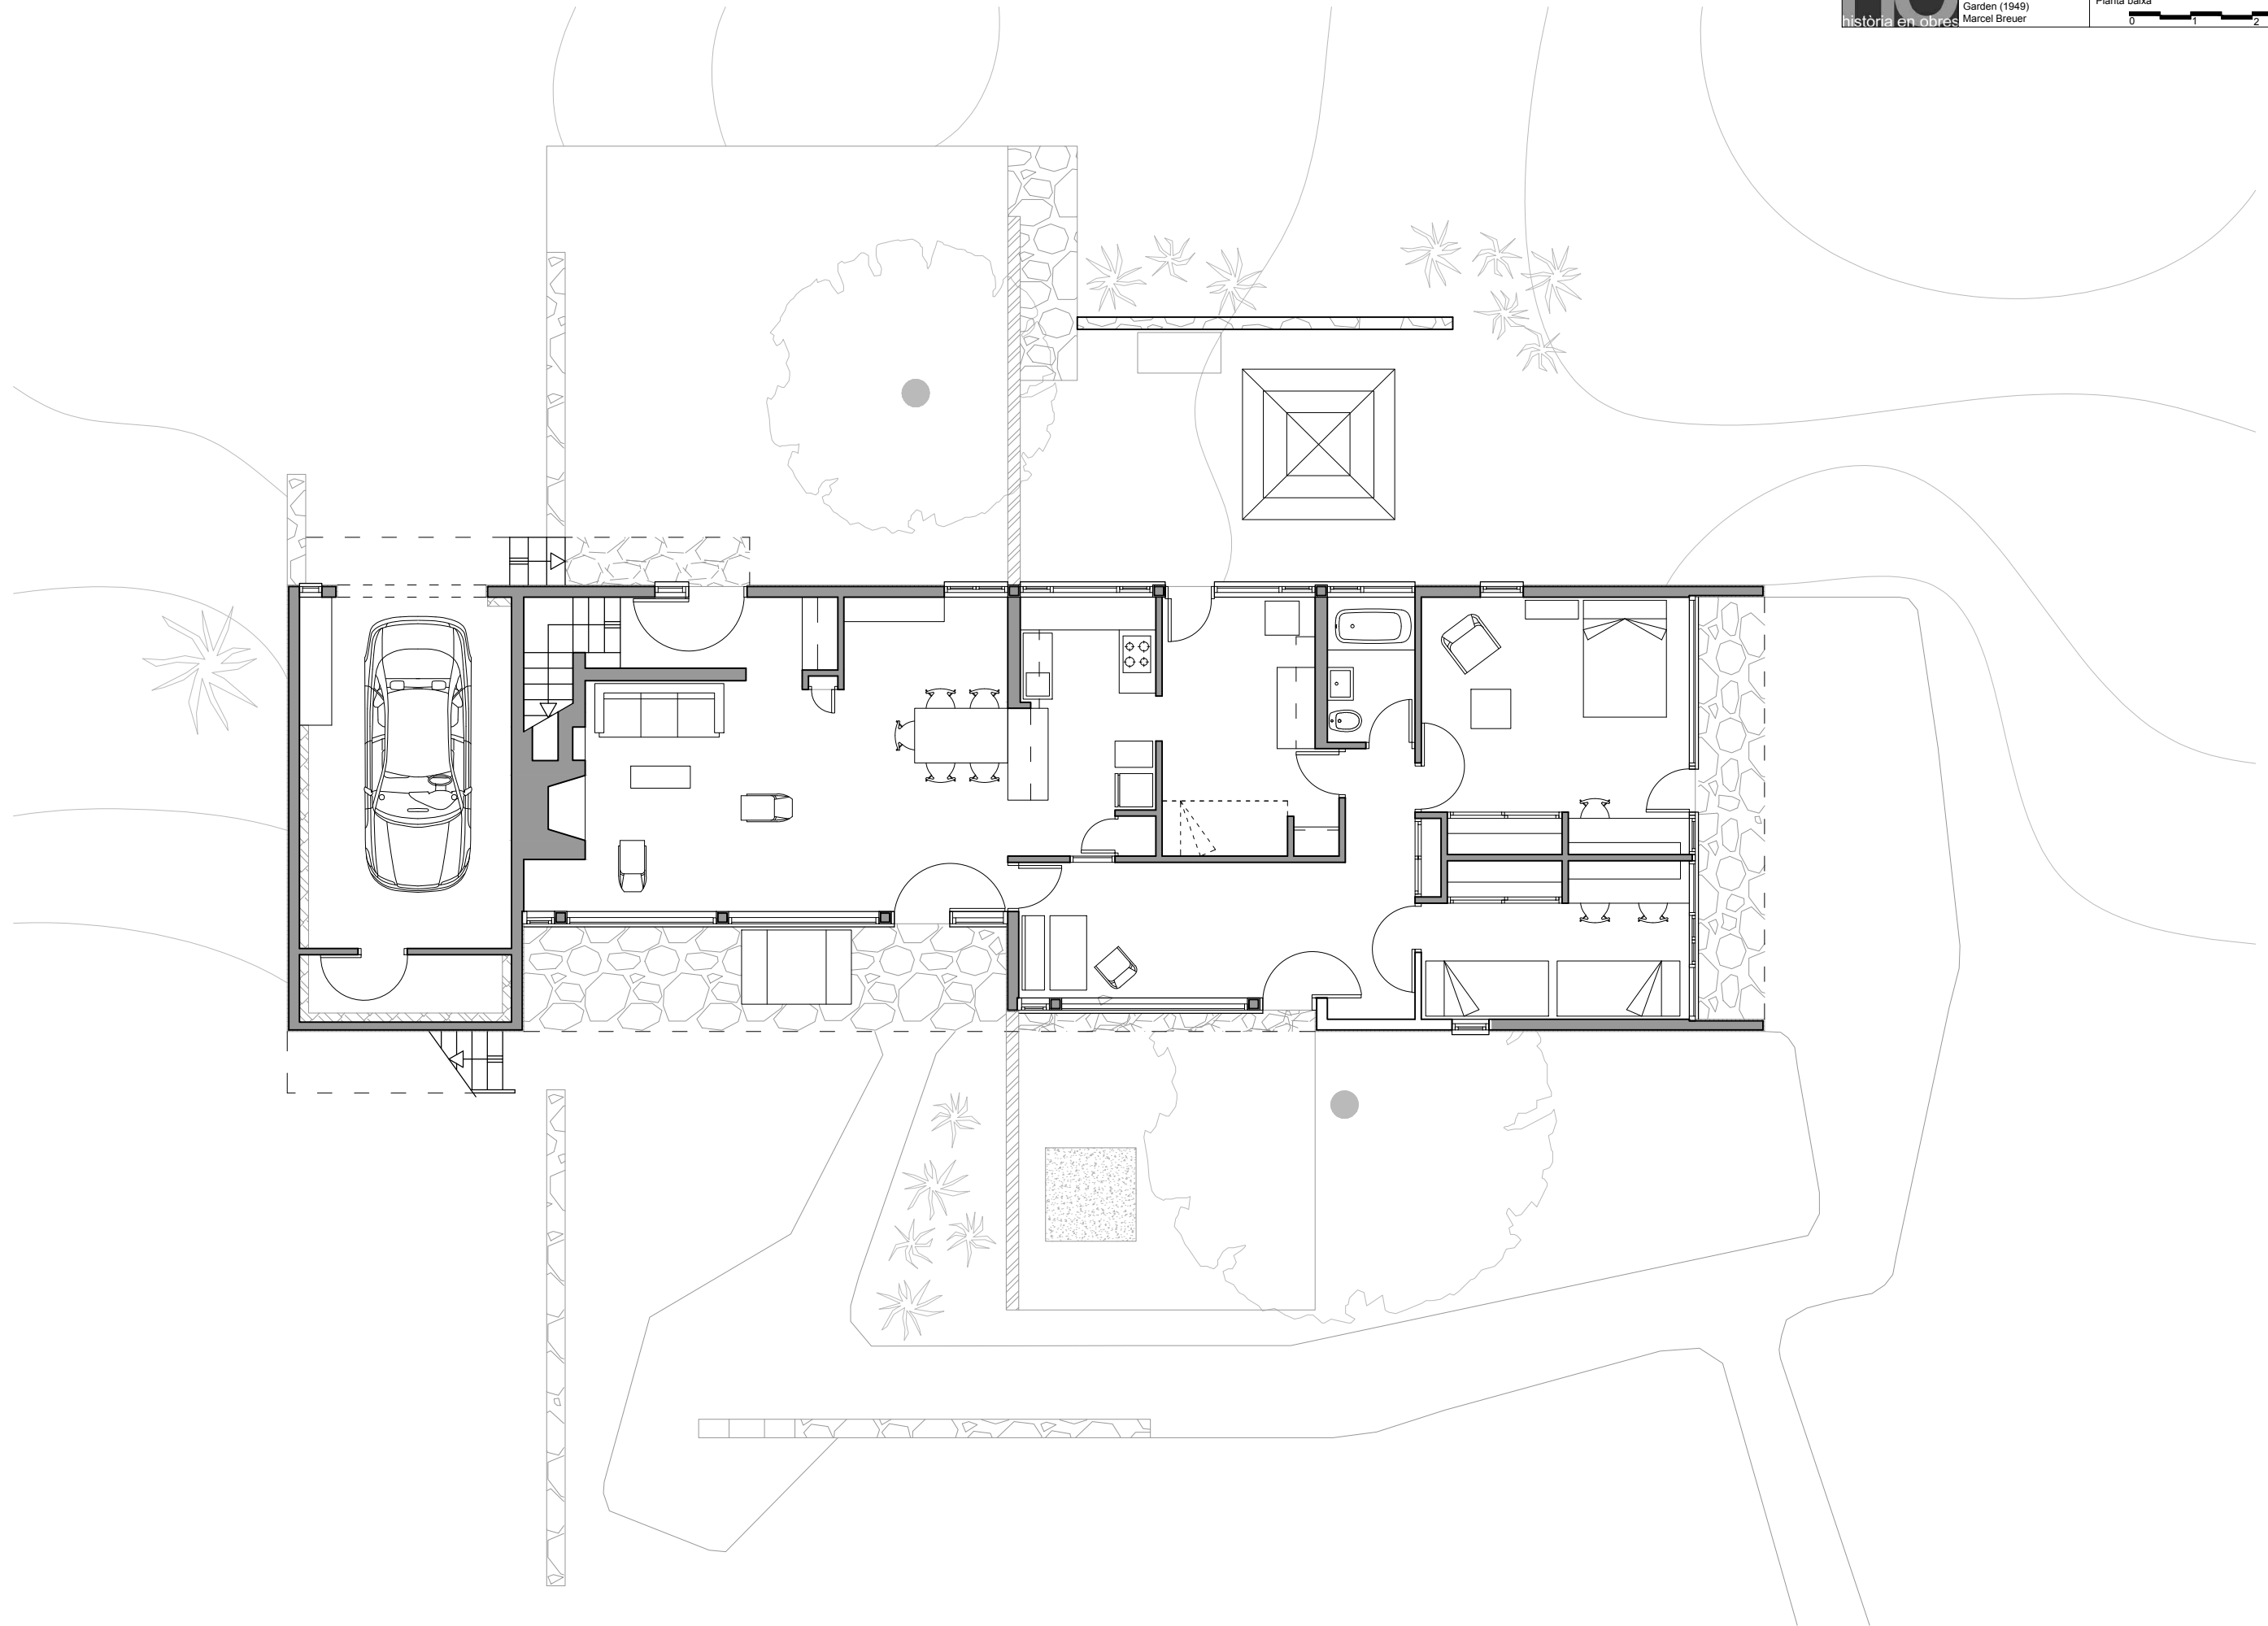 història en obres
Garden (1949)
Marcel Breuer
Planta baixa
0 1 2